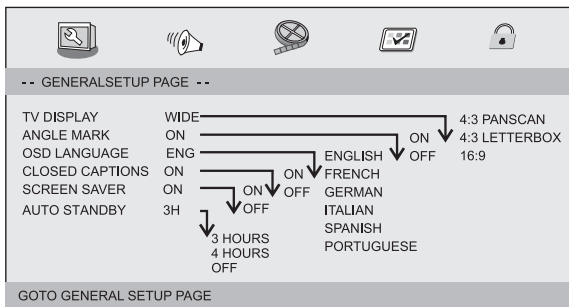 -- GENERALSETUP PAGE --
TV DISPLAY WIDE 4:3 PANSCAN
ANGLE MARK ON ON 4:3 LETTERBOX
OSD LANGUAGE ENG ENGLISH OFF 16:9
CLOSED CAPTIONS ON ON FRENCH
SCREEN SAVER ON ON OFF GERMAN
AUTO STANDBY 3H OFF ITALIAN
SPANISH
3 HOURS PORTUGUESE
4 HOURS
OFF
GOTO GENERAL SETUP PAGE